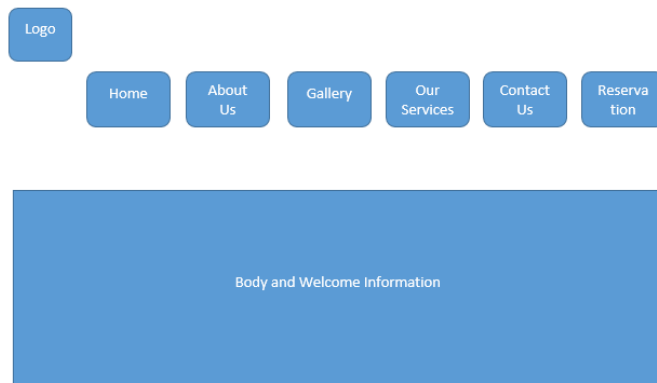 Logo
Home
About
Us
Gallery
Our
Services
Contact
Us
Reserva
tion
Body and Welcome Information